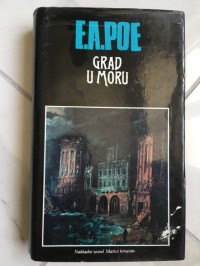 E.A.POE
GRAD
U MORU
Nakladni zavod Matice hrvatske